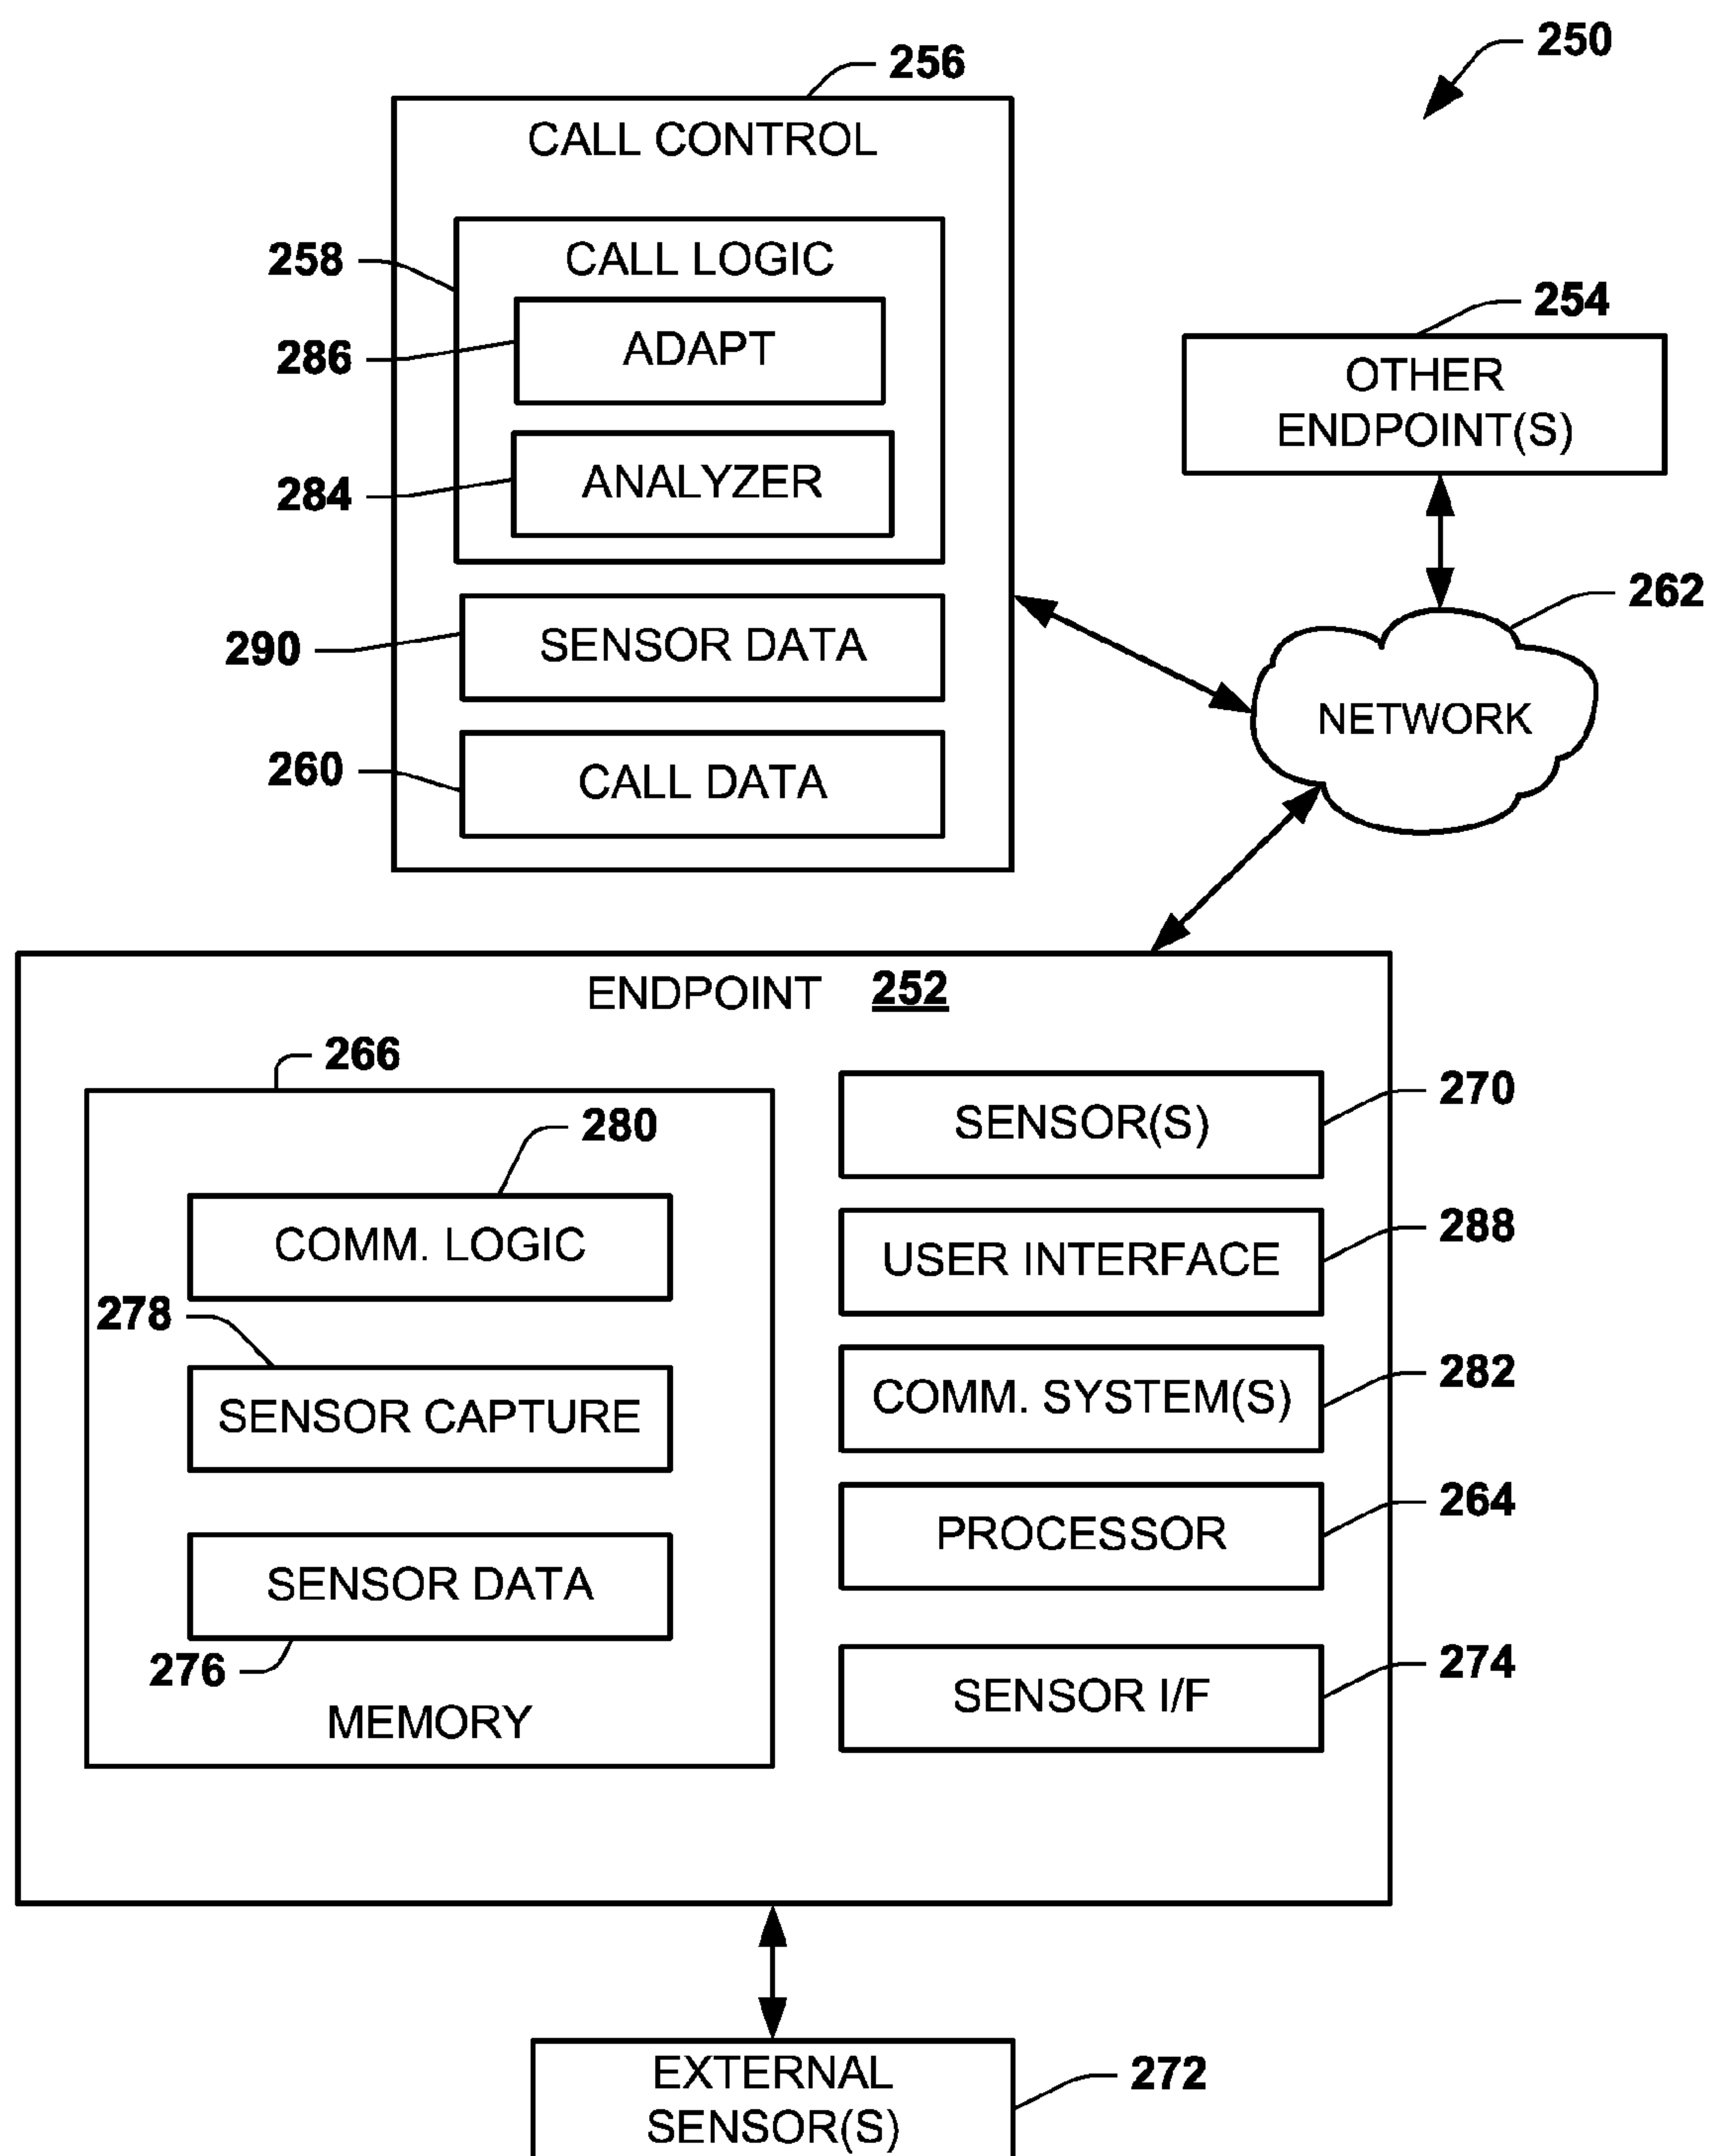 250
256
CALL CONTROL
258
CALL LOGIC
286
ADAPT
284
ANALYZER
290
SENSOR DATA
260
CALL DATA
254
OTHER
ENDPOINT(S)
262
NETWORK
ENDPOINT 252
266
280
COMM. LOGIC
278
SENSOR CAPTURE
SENSOR DATA
276
MEMORY
270
SENSOR(S)
288
USER INTERFACE
282
COMM. SYSTEM(S)
264
PROCESSOR
274
SENSOR I/F
EXTERNAL
SENSOR(S)
272